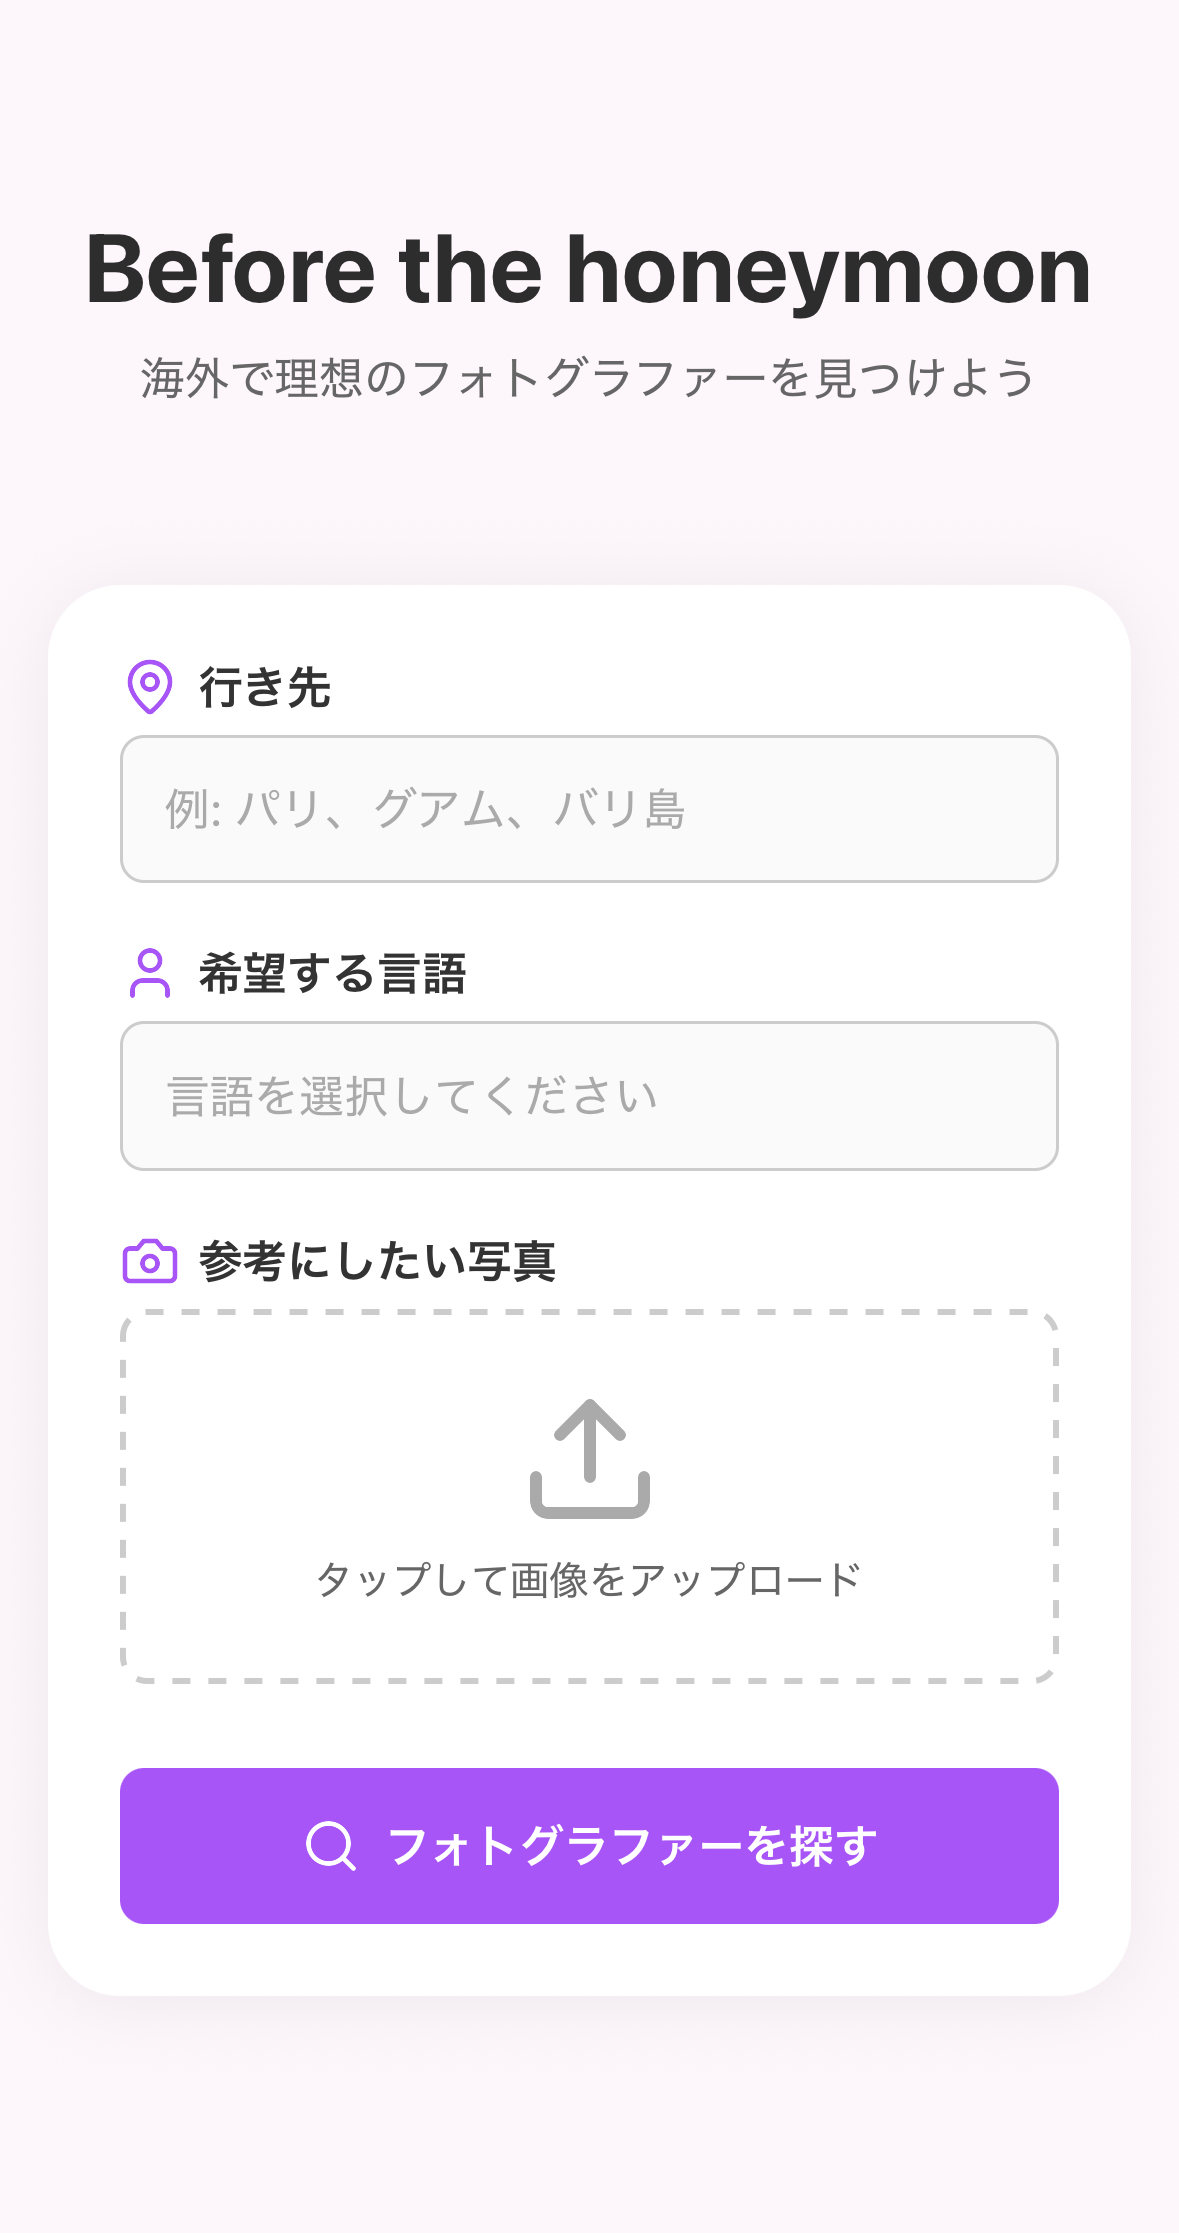 Before the honeymoon
海外で理想のフォトグラファーを見つけよう
行き先
例: パリ、グアム、バリ島
希望する言語
言語を選択してください
参考にしたい写真
タップして画像をアップロード
フォトグラファーを探す